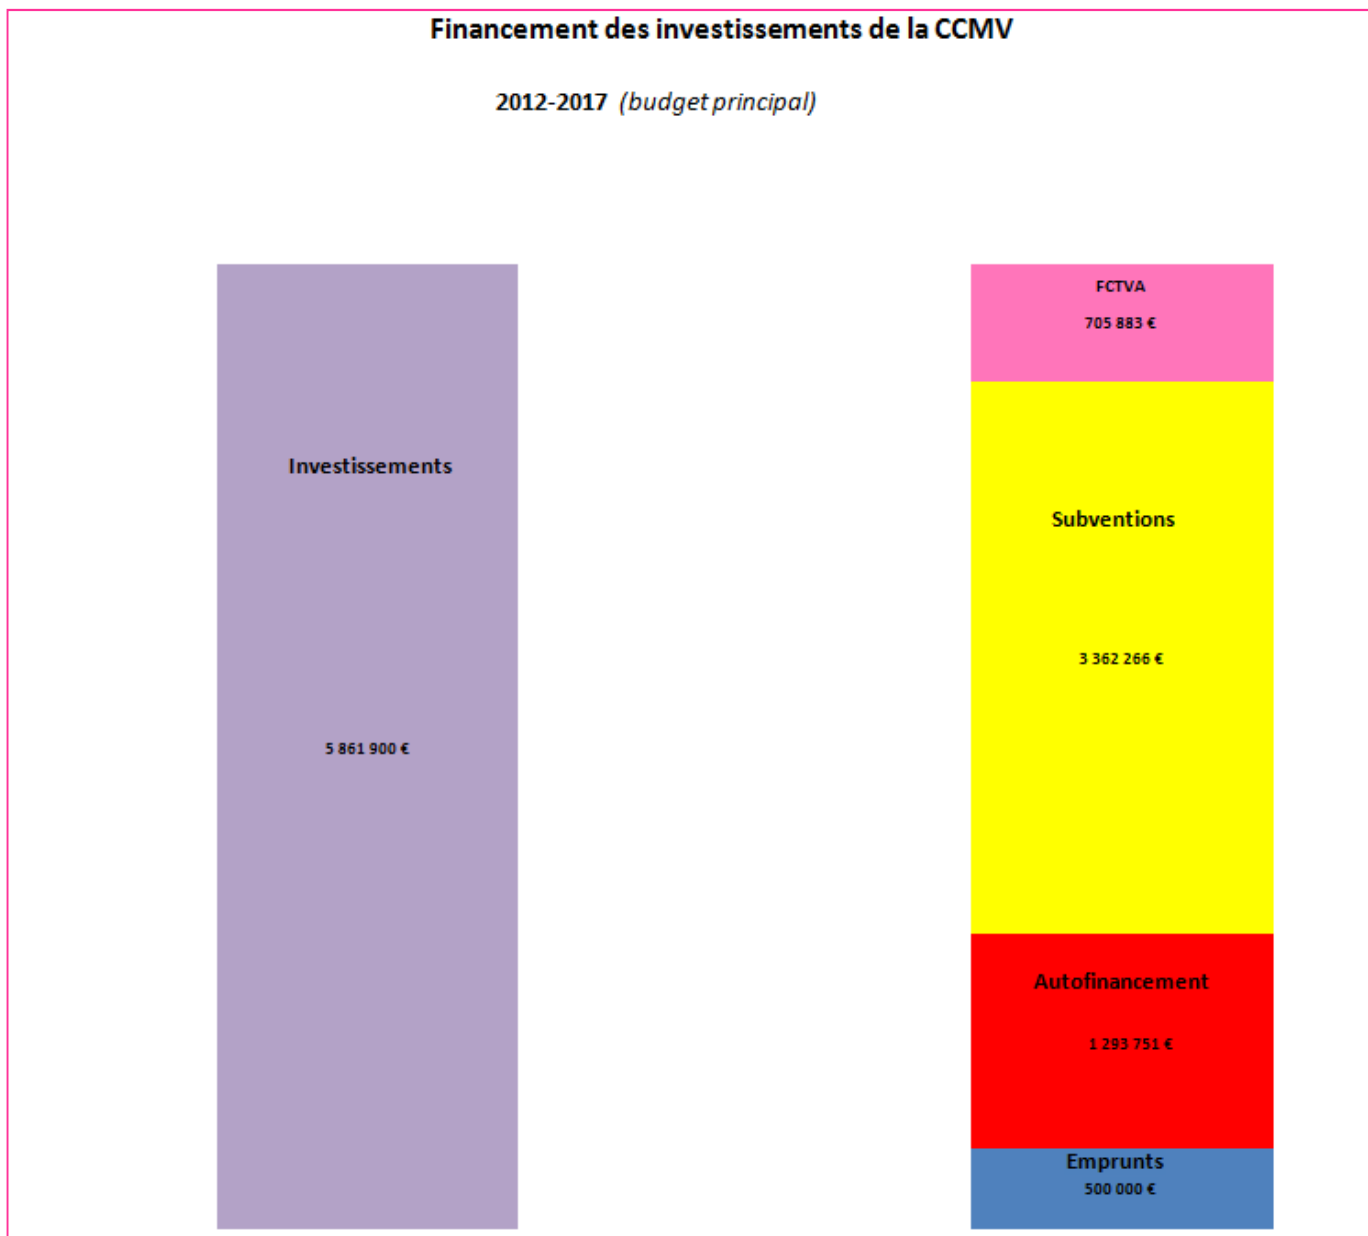 Financement des investissements de la CCMV
2012-2017 (budget principal)
Investissements
5 861 900 €
FCTVA
705 883 €
Subventions
3 362 266 €
Autofinancement
1 293 751 €
Emprunts
500 000 €